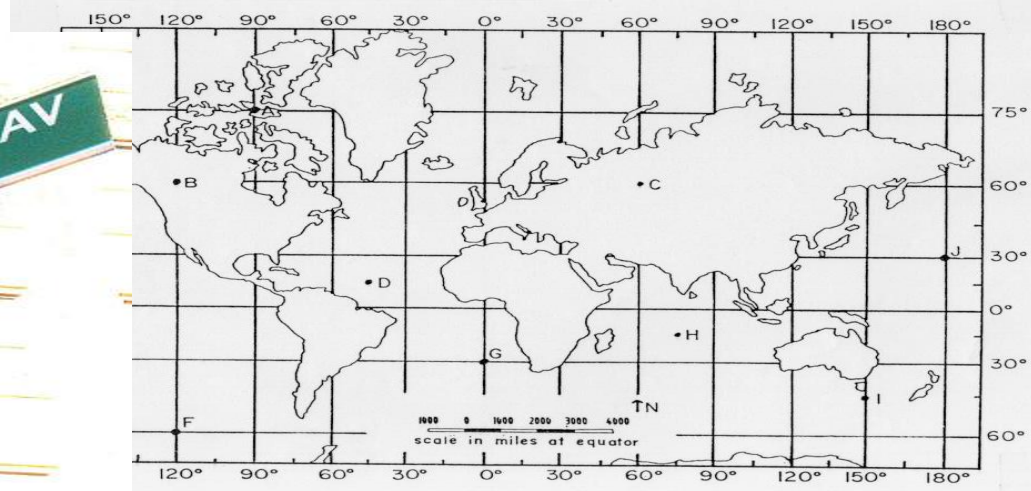 150° 120° 90° 60° 30° 0° 30° 60° 90° 120° 150° 180°
AV
A
75°
B
C
60°
J
30°
D
0°
H
G
30°
I
N
1000 0 1000 2000 3000 4000
scale in miles at equator
F
60°
120° 90° 60° 30° 0° 30° 60° 90° 120° 150° 180°